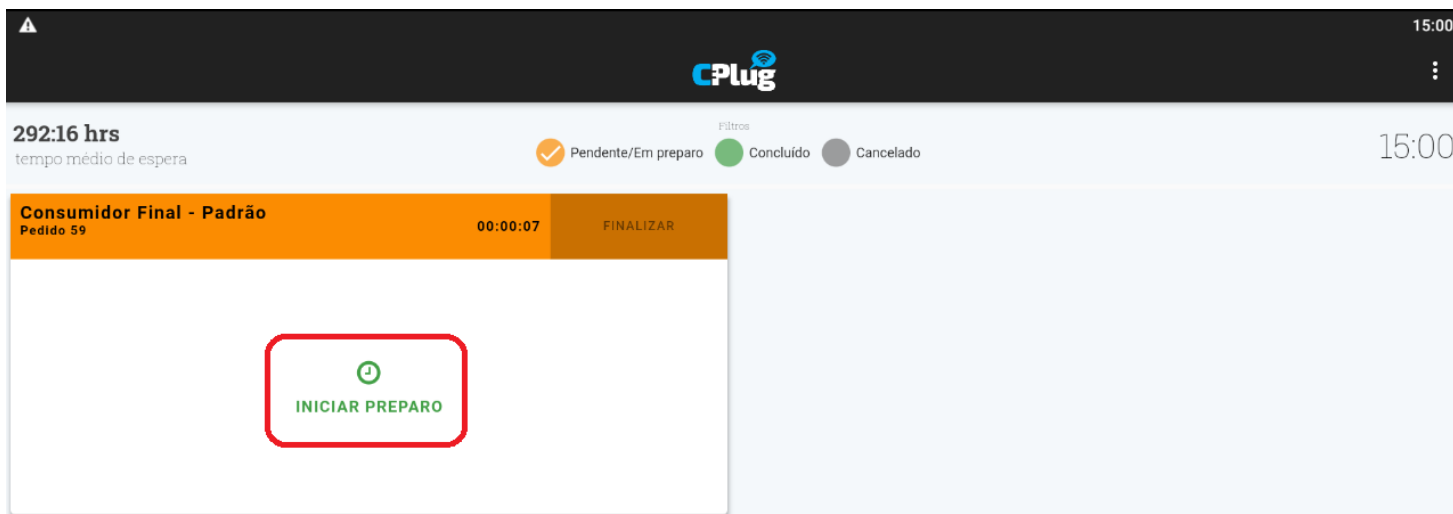 15:00
CPlug
292:16 hrs
tempo médio de espera
Filtros
Pendente/Em preparo Concluído Cancelado
15:00
Consumidor Final - Padrão
Pedido 59
00:00:07
FINALIZAR
INICIAR PREPARO